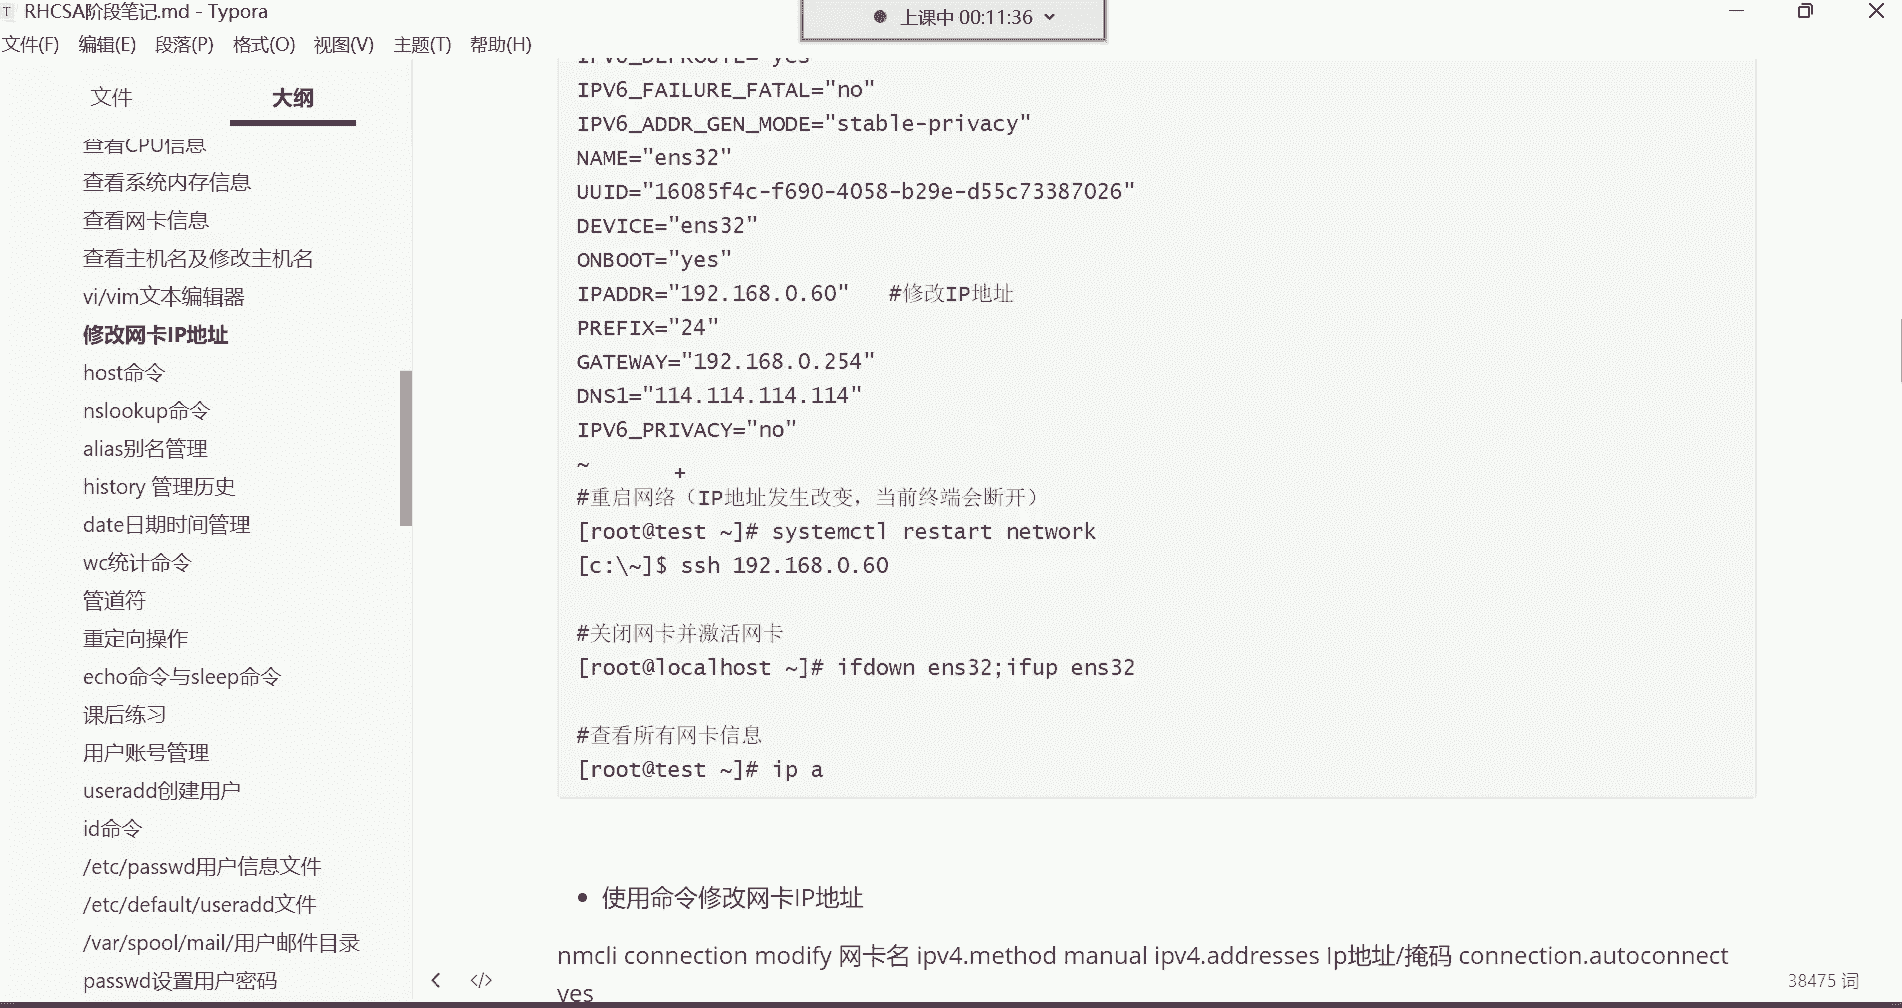 RHCSA阶段笔记.md - Typora
上课中 00:11:36
文件(F) 编辑(E) 段落(P) 格式(O) 视图(V) 主题(T) 帮助(H)
文件 大纲
查看CPU信息
查看系统内存信息
查看网卡信息
查看主机名及修改主机名
vi/vim文本编辑器
修改网卡IP地址
host命令
nslookup命令
alias别名管理
history 管理历史
date日期时间管理
wc统计命令
管道符
重定向操作
echo命令与sleep命令
课后练习
用户账号管理
useradd创建用户
id命令
/etc/passwd用户信息文件
/etc/default/useradd文件
/var/spool/mail/用户邮件目录
passwd设置用户密码
IPV6_DEFROUTE="yes"
IPV6_FAILURE_FATAL="no"
IPV6_ADDR_GEN_MODE="stable-privacy"
NAME="ens32"
UUID="16085f4c-f690-4058-b29e-d55c73387026"
DEVICE="ens32"
ONBOOT="yes"
IPADDR="192.168.0.60" #修改IP地址
PREFIX="24"
GATEWAY="192.168.0.254"
DNS1="114.114.114.114"
IPV6_PRIVACY="no"
~
#重启网络（IP地址发生改变，当前终端会断开）
[root@test ~]# systemctl restart network
[c:\~]$ ssh 192.168.0.60
#关闭网卡并激活网卡
[root@localhost ~]# ifdown ens32;ifup ens32
#查看所有网卡信息
[root@test ~]# ip a
使用命令修改网卡IP地址
nmcli connection modify 网卡名 ipv4.method manual ipv4.addresses Ip地址/掩码 connection.autoconnect
yes
38475 词